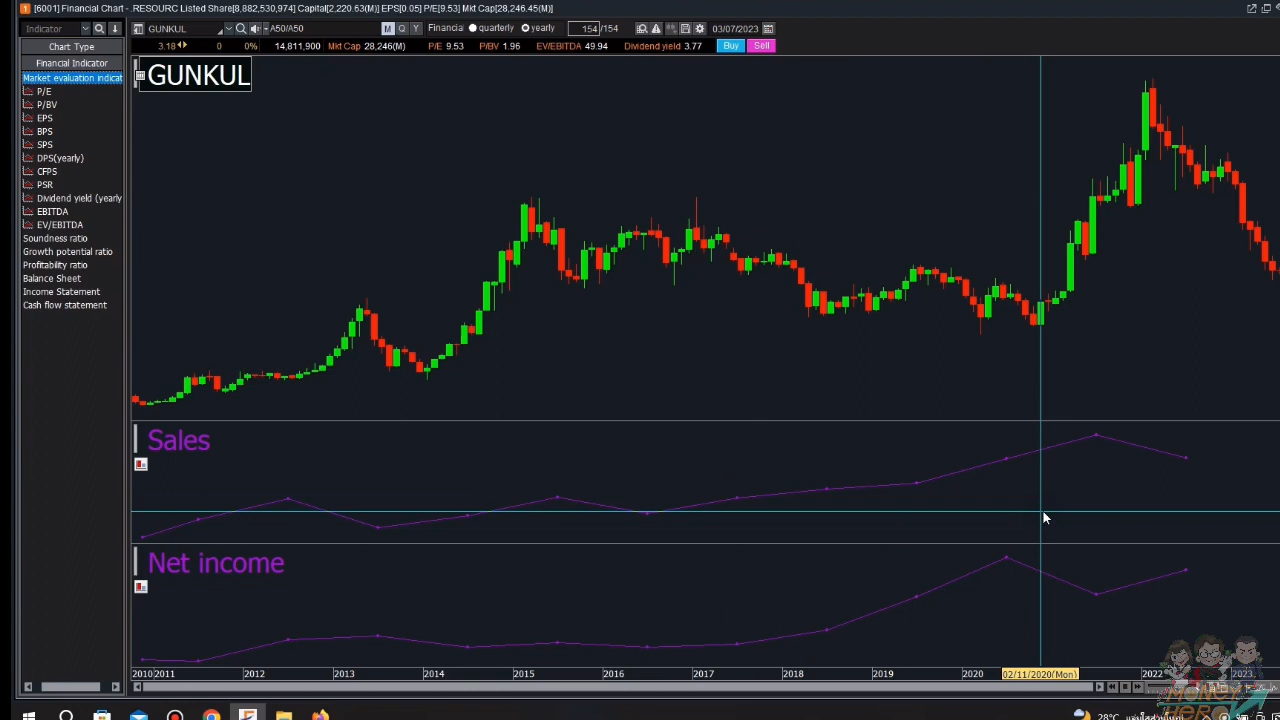 [6001] Financial Chart - .RESOURC Listed Share[8,882,530,974] Capital[2,220.63(M)] EPS[0.05] P/E[9.53] Mkt Cap[28,246.45(M)]
Indicator GUNKUL A50/A50 M Q Y Financial quarterly yearly 154/154 03/07/2023
3.18 0 0% 14,811,900 Mkt Cap 28,246(M) P/E 9.53 P/BV 1.96 EV/EBITDA 49.94 Dividend yield 3.77 Buy Sell
Chart Type
Financial Indicator
Market evaluation indicat
P/E
P/BV
EPS
BPS
SPS
DPS(yearly)
CFPS
PSR
Dividend yield (yearly
EBITDA
EV/EBITDA
Soundness ratio
Growth potential ratio
Profitability ratio
Balance Sheet
Income Statement
Cash flow statement
GUNKUL
Sales
Net income
2010 2011 2012 2013 2014 2015 2016 2017 2018 2019 2020 02/11/2020(Mon) 2022 2023
MONEY HERO
28°C